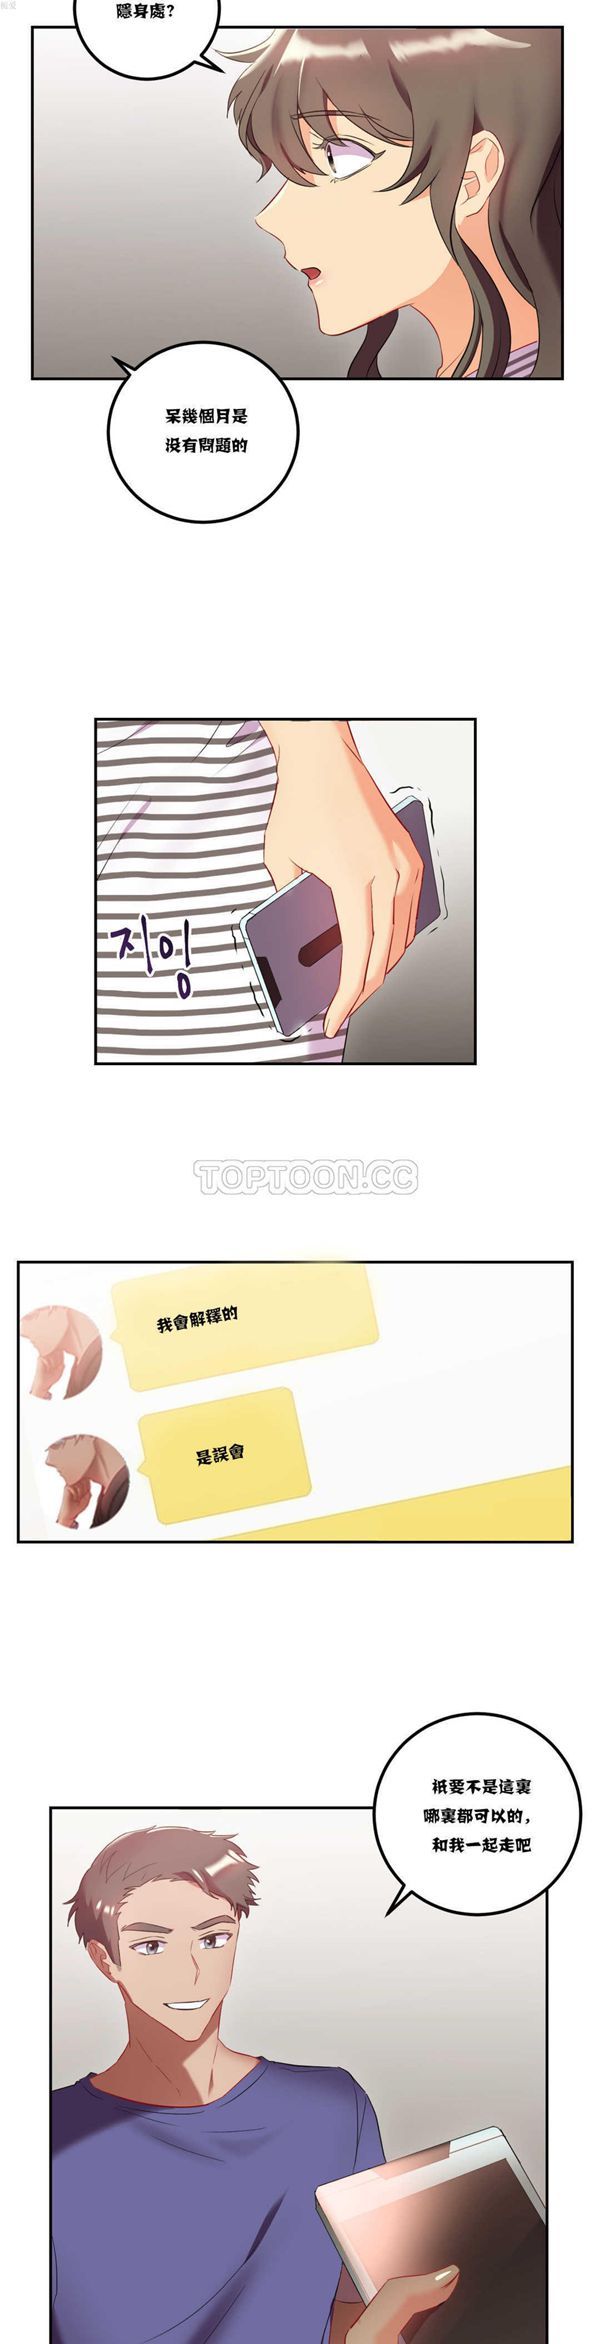 極爱
隱身處?
呆幾個月是
没有問題的
지잉
TOPTOON.CC
我會解釋的
是誤會
衹要不是這裏
哪裏都可以的,
和我一起走吧